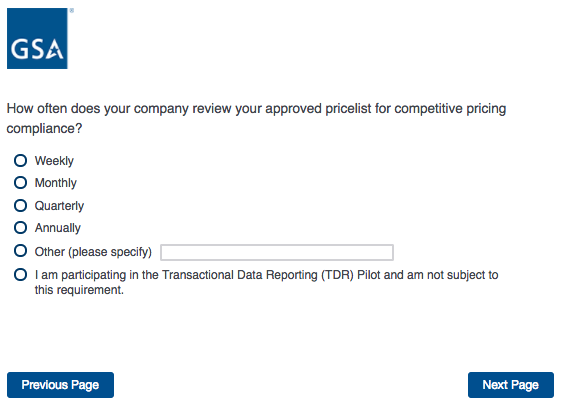 GSA
How often does your company review your approved pricelist for competitive pricing
compliance?
Weekly
Monthly
Quarterly
Annually
Other (please specify)
I am participating in the Transactional Data Reporting (TDR) Pilot and am not subject to
this requirement.
Previous Page
Next Page